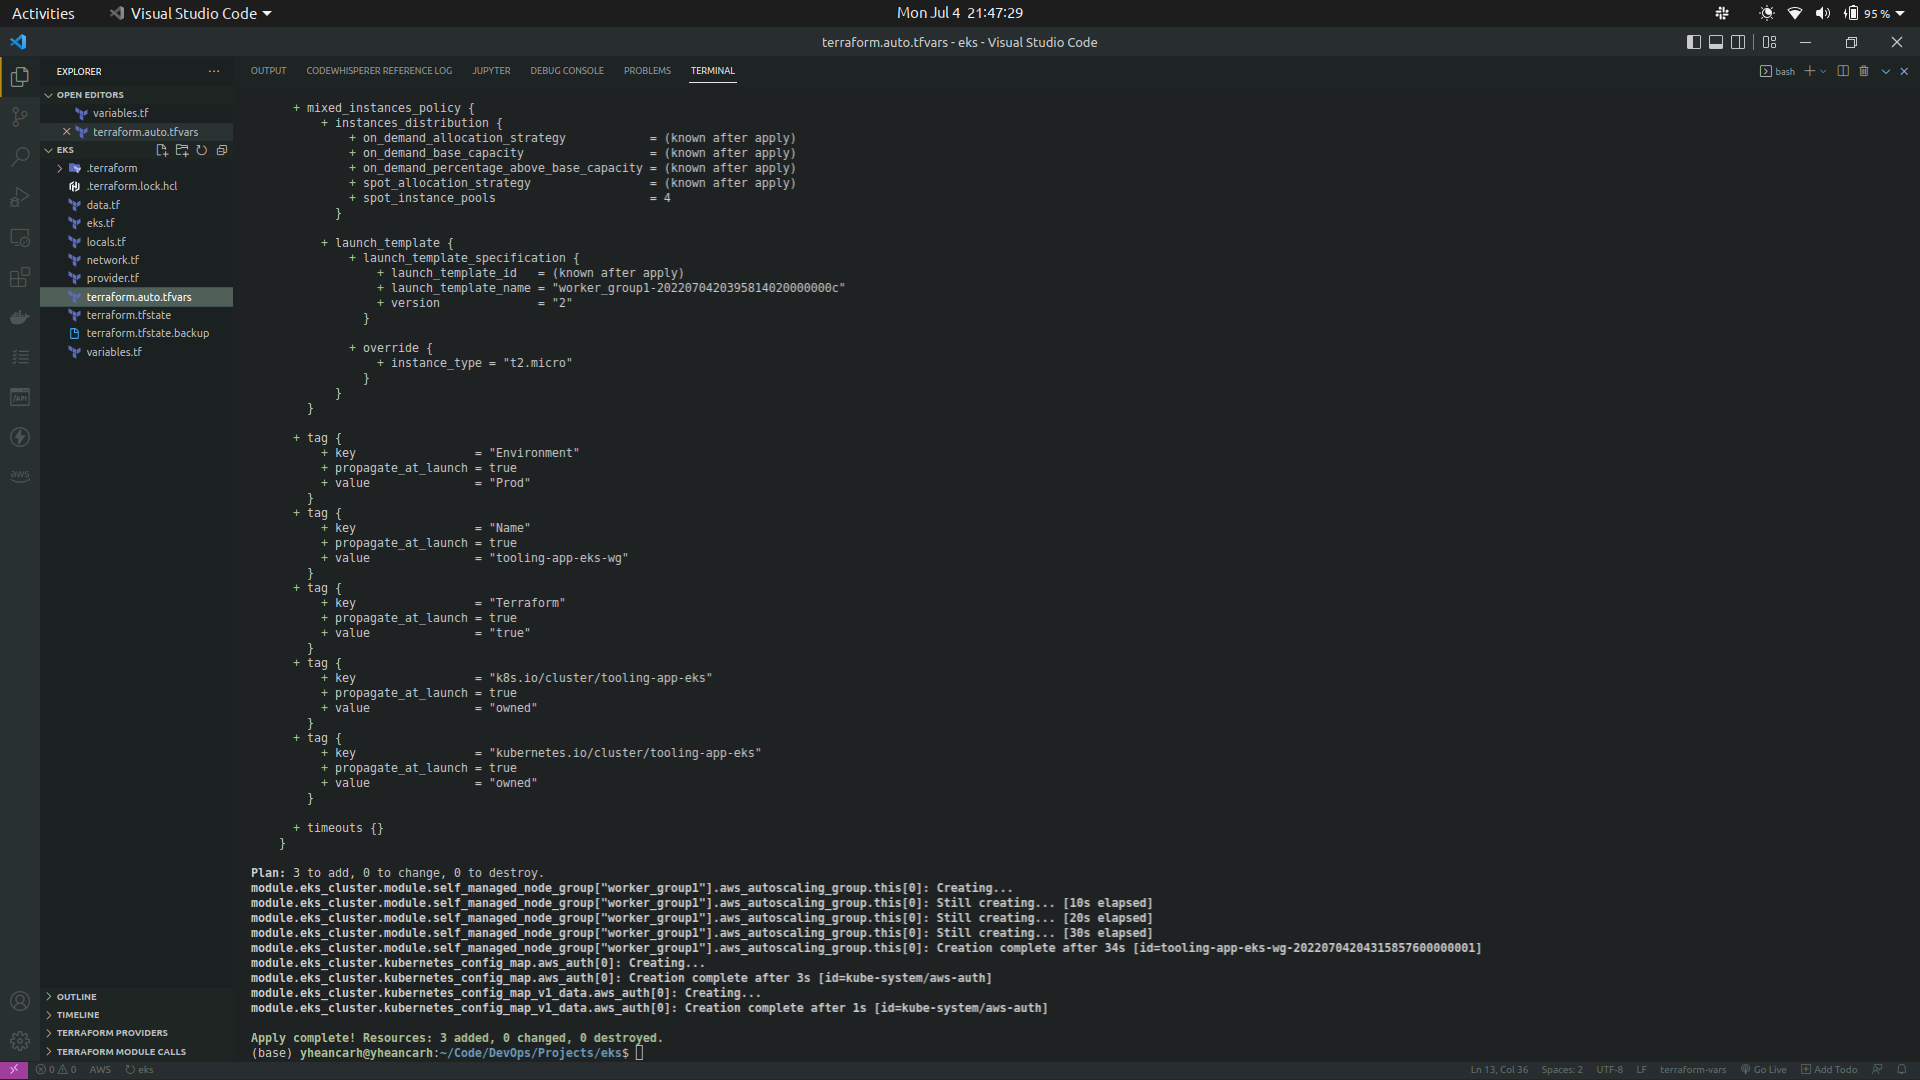 Activities
Visual Studio Code
Mon Jul 4 21:47:29
95 %
terraform.auto.tfvars - eks - Visual Studio Code
EXPLORER
OPEN EDITORS
variables.tf
terraform.auto.tfvars
EKS
.terraform
.terraform.lock.hcl
data.tf
eks.tf
locals.tf
network.tf
provider.tf
terraform.auto.tfvars
terraform.tfstate
terraform.tfstate.backup
variables.tf
/API
aws
OUTLINE
TIMELINE
TERRAFORM PROVIDERS
TERRAFORM MODULE CALLS
OUTPUT CODEWHISPERER REFERENCE LOG JUPYTER DEBUG CONSOLE PROBLEMS TERMINAL
bash
+ mixed_instances_policy {
+ instances_distribution {
+ on_demand_allocation_strategy = (known after apply)
+ on_demand_base_capacity = (known after apply)
+ on_demand_percentage_above_base_capacity = (known after apply)
+ spot_allocation_strategy = (known after apply)
+ spot_instance_pools = 4
}
+ launch_template {
+ launch_template_specification {
+ launch_template_id = (known after apply)
+ launch_template_name = "worker_group1-20220704203958140200000000c"
+ version = "2"
}
+ override {
+ instance_type = "t2.micro"
}
}
}
+ tag {
+ key = "Environment"
+ propagate_at_launch = true
+ value = "Prod"
}
+ tag {
+ key = "Name"
+ propagate_at_launch = true
+ value = "tooling-app-eks-wg"
}
+ tag {
+ key = "Terraform"
+ propagate_at_launch = true
+ value = "true"
}
+ tag {
+ key = "k8s.io/cluster/tooling-app-eks"
+ propagate_at_launch = true
+ value = "owned"
}
+ tag {
+ key = "kubernetes.io/cluster/tooling-app-eks"
+ propagate_at_launch = true
+ value = "owned"
}
+ timeouts {}
}
Plan: 3 to add, 0 to change, 0 to destroy.
module.eks_cluster.module.self_managed_node_group["worker_group1"].aws_autoscaling_group.this[0]: Creating...
module.eks_cluster.module.self_managed_node_group["worker_group1"].aws_autoscaling_group.this[0]: Still creating... [10s elapsed]
module.eks_cluster.module.self_managed_node_group["worker_group1"].aws_autoscaling_group.this[0]: Still creating... [20s elapsed]
module.eks_cluster.module.self_managed_node_group["worker_group1"].aws_autoscaling_group.this[0]: Still creating... [30s elapsed]
module.eks_cluster.module.self_managed_node_group["worker_group1"].aws_autoscaling_group.this[0]: Creation complete after 34s [id=tooling-app-eks-wg-20220704204315857600000001]
module.eks_cluster.kubernetes_config_map.aws_auth[0]: Creating...
module.eks_cluster.kubernetes_config_map.aws_auth[0]: Creation complete after 3s [id=kube-system/aws-auth]
module.eks_cluster.kubernetes_config_map_v1_data.aws_auth[0]: Creating...
module.eks_cluster.kubernetes_config_map_v1_data.aws_auth[0]: Creation complete after 1s [id=kube-system/aws-auth]
Apply complete! Resources: 3 added, 0 changed, 0 destroyed.
(base) yheancarh@yheancarh:~/Code/DevOps/Projects/eks$
0 0 AWS eks
Ln 13, Col 36 Spaces: 2 UTF-8 LF terraform-vars Go Live Add Todo